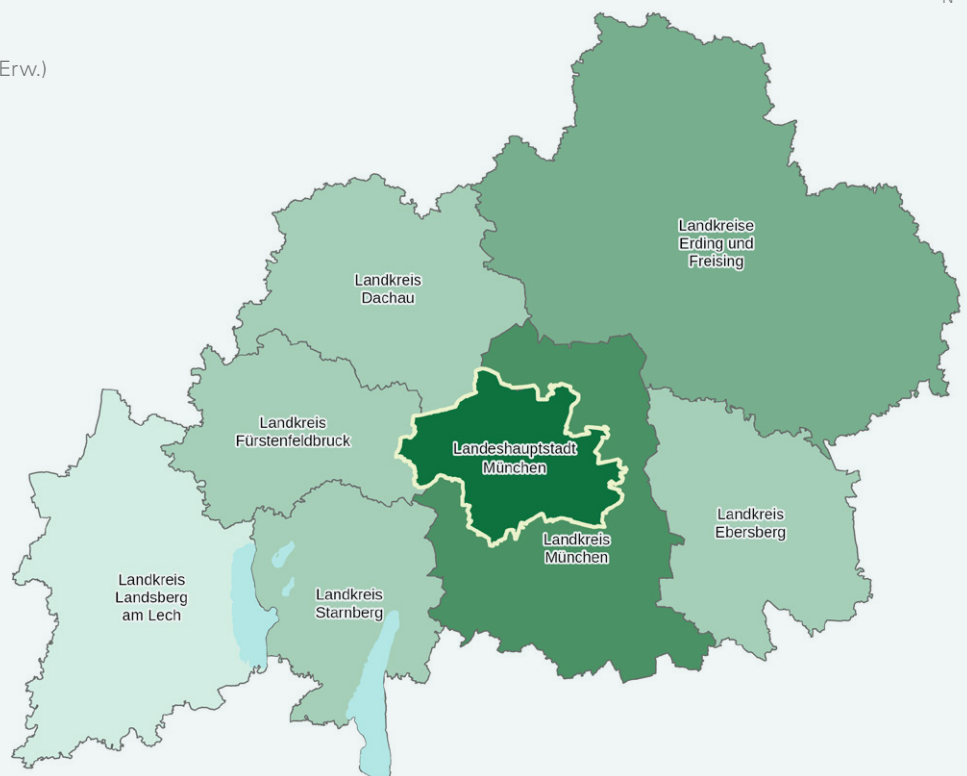 N
Erw.)
Landkreise
Erding und
Freising
Landkreis
Dachau
Landkreis
Fürstenfeldbruck
Landeshauptstadt
München
Landkreis
Ebersberg
Landkreis
München
Landkreis
Landsberg
am Lech
Landkreis
Starnberg